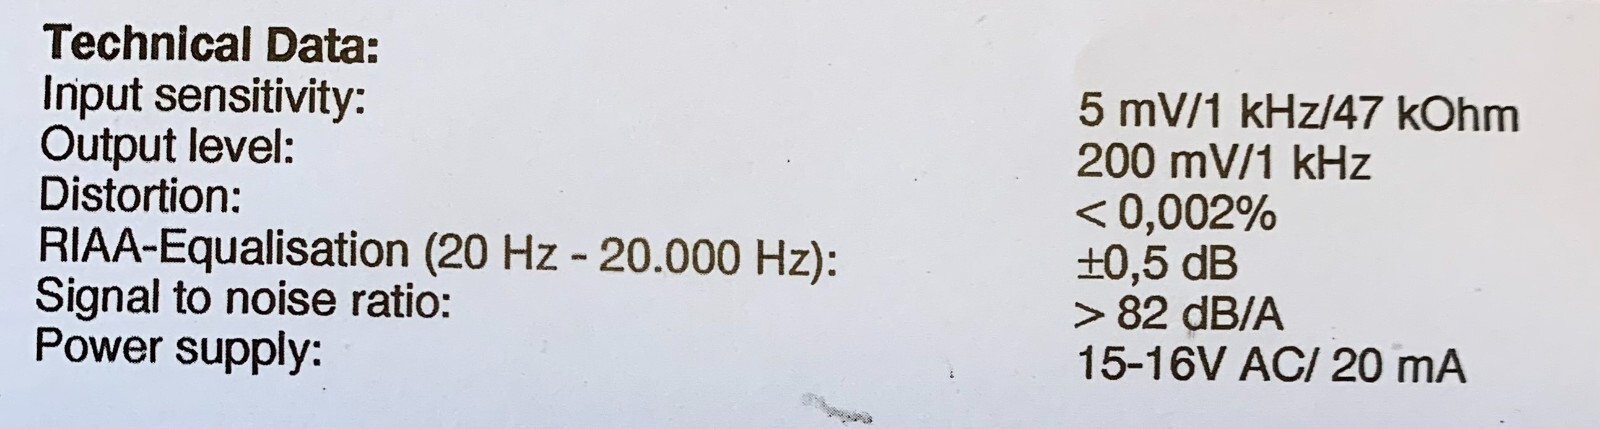 Technical Data:
Input sensitivity: 5 mV/1 kHz/47 kOhm
Output level: 200 mV/1 kHz
Distortion: < 0,002%
RIAA-Equalisation (20 Hz - 20.000 Hz): ±0,5 dB
Signal to noise ratio: > 82 dB/A
Power supply: 15-16V AC/ 20 mA